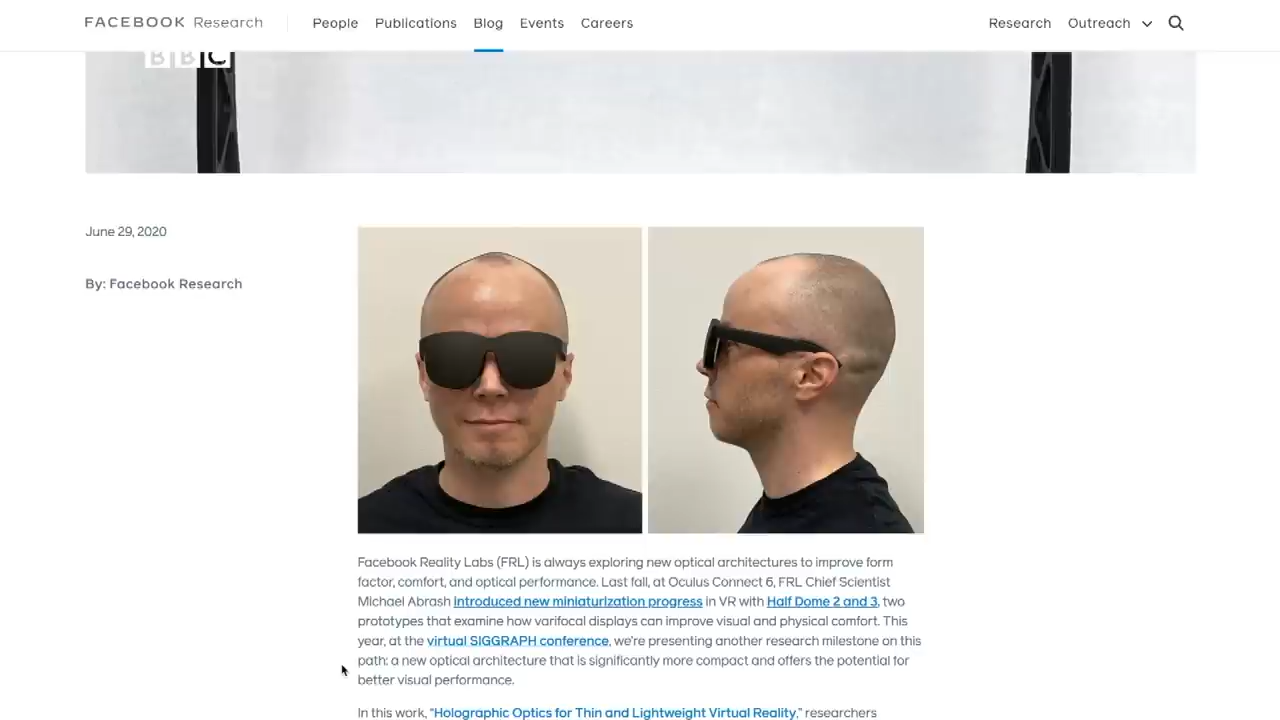 FACEBOOK Research People Publications Blog Events Careers Research Outreach
BBC
June 29, 2020
By: Facebook Research
Facebook Reality Labs (FRL) is always exploring new optical architectures to improve form
factor, comfort, and optical performance. Last fall, at Oculus Connect 6, FRL Chief Scientist
Michael Abrash introduced new miniaturization progress in VR with Half Dome 2 and 3, two
prototypes that examine how varifocal displays can improve visual and physical comfort. This
year, at the virtual SIGGRAPH conference, we’re presenting another research milestone on this
path: a new optical architecture that is significantly more compact and offers the potential for
better visual performance.
In this work, “Holographic Optics for Thin and Lightweight Virtual Reality,” researchers